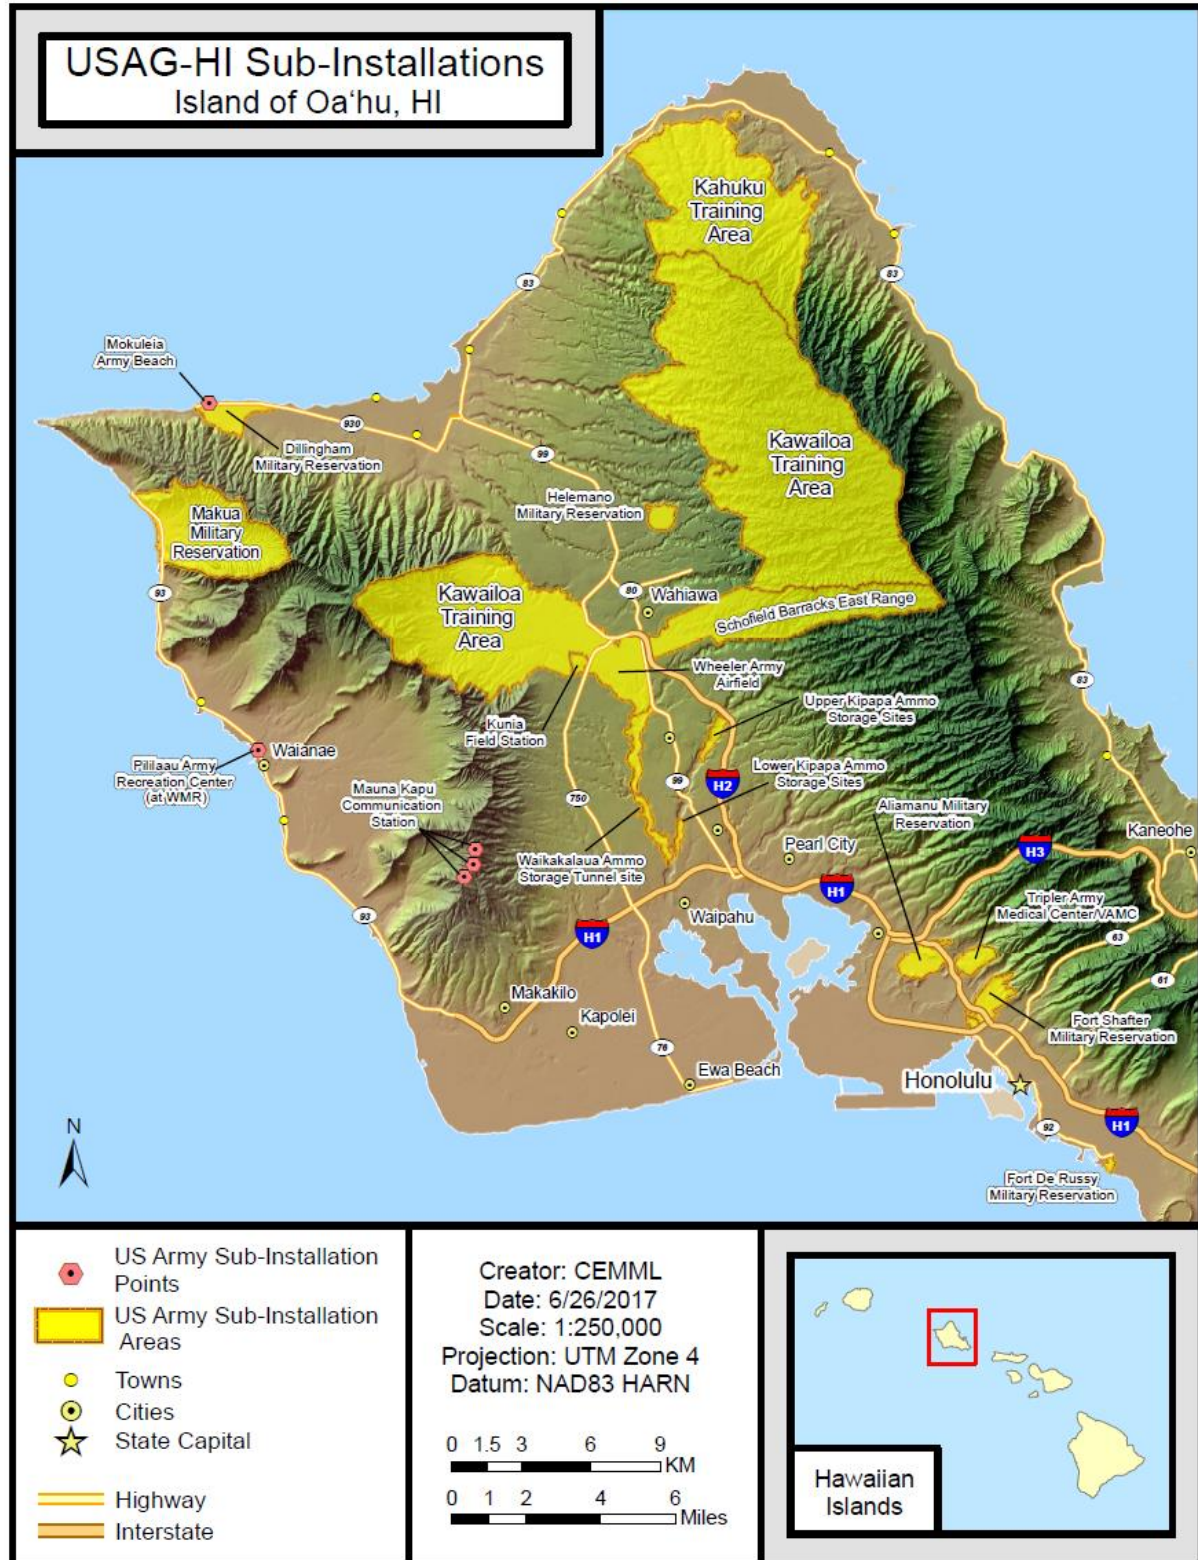 USAG-HI Sub-Installations
Island of Oa‘hu, HI
Kahuku
Training
Area
83
83
Mokuleia
Army Beach
930
Dillingham
Military Reservation
99
Kawailoa
Training
Area
Helemano
Military Reservation
Makua
Military
Reservation
93
Kawailoa
Training
Area
80
Wahiawa
Schofield Barracks East Range
Wheeler Army
Airfield
83
Kunia
Field Station
Upper Kipapa Ammo
Storage Sites
Waianae
Pililaau Army
Recreation Center
(at WMR)
Lower Kipapa Ammo
Storage Sites
99
H2
Mauna Kapu
Communication
Station
750
Aliamanu Military
Reservation
Kaneohe
Pearl City
H3
Waikakalaua Ammo
Storage Tunnel site
H1
Tripler Army
Medical Center/VAMC
93
Waipahu
H1
63
61
Makakilo
Kapolei
Fort Shafter
Military Reservation
76
Ewa Beach
Honolulu
92
H1
Fort De Russy
Military Reservation
N
US Army Sub-Installation
Points
US Army Sub-Installation
Areas
Towns
Cities
State Capital
Highway
Interstate
Creator: CEMML
Date: 6/26/2017
Scale: 1:250,000
Projection: UTM Zone 4
Datum: NAD83 HARN
0 1.5 3 6 9
KM
0 1 2 4 6
Miles
Hawaiian
Islands